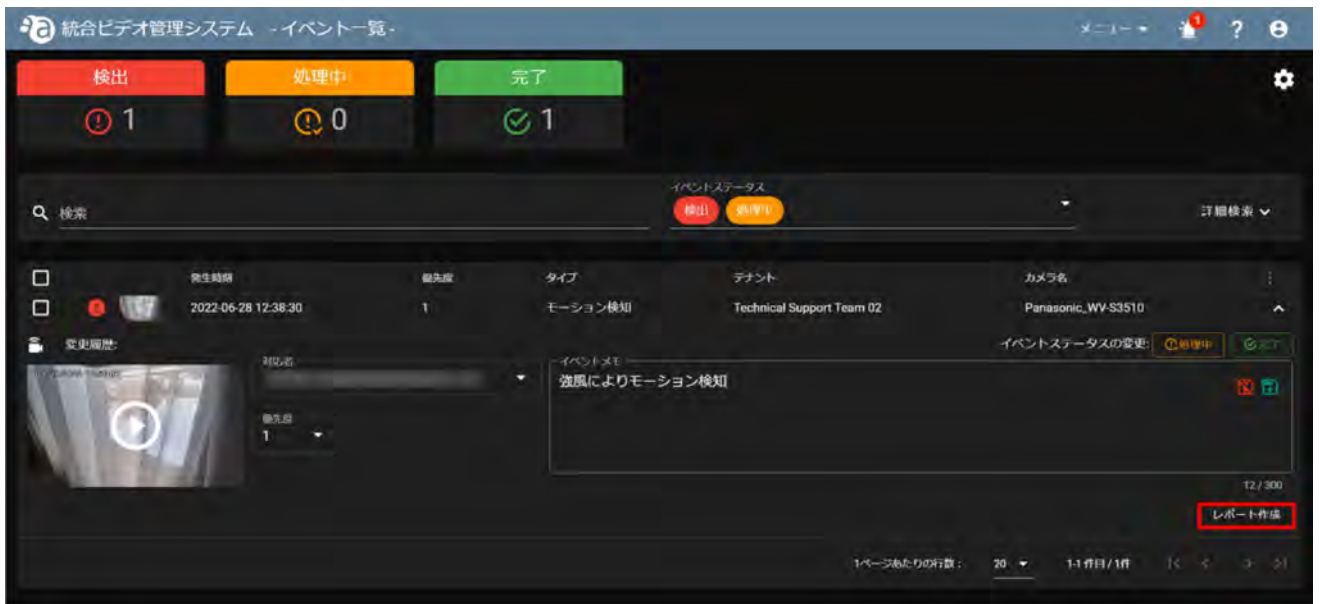 統合ビデオ管理システム - イベント一覧 -
メニュー
1
?
検出
処理中
完了
1
0
1
イベントステータス
検索
検出
処理中
詳細検索
発生時刻
優先度
タイプ
テナント
カメラ名
2022-06-28 12:38:30
1
モーション検知
Technical Support Team 02
Panasonic_WV-S3510
変更履歴:
イベントステータスの変更:
処理中
完了
対応者
イベントメモ
強風によりモーション検知
優先度
1
12 / 300
レポート作成
1ページあたりの行数 :
20
1-1 件目 / 1件